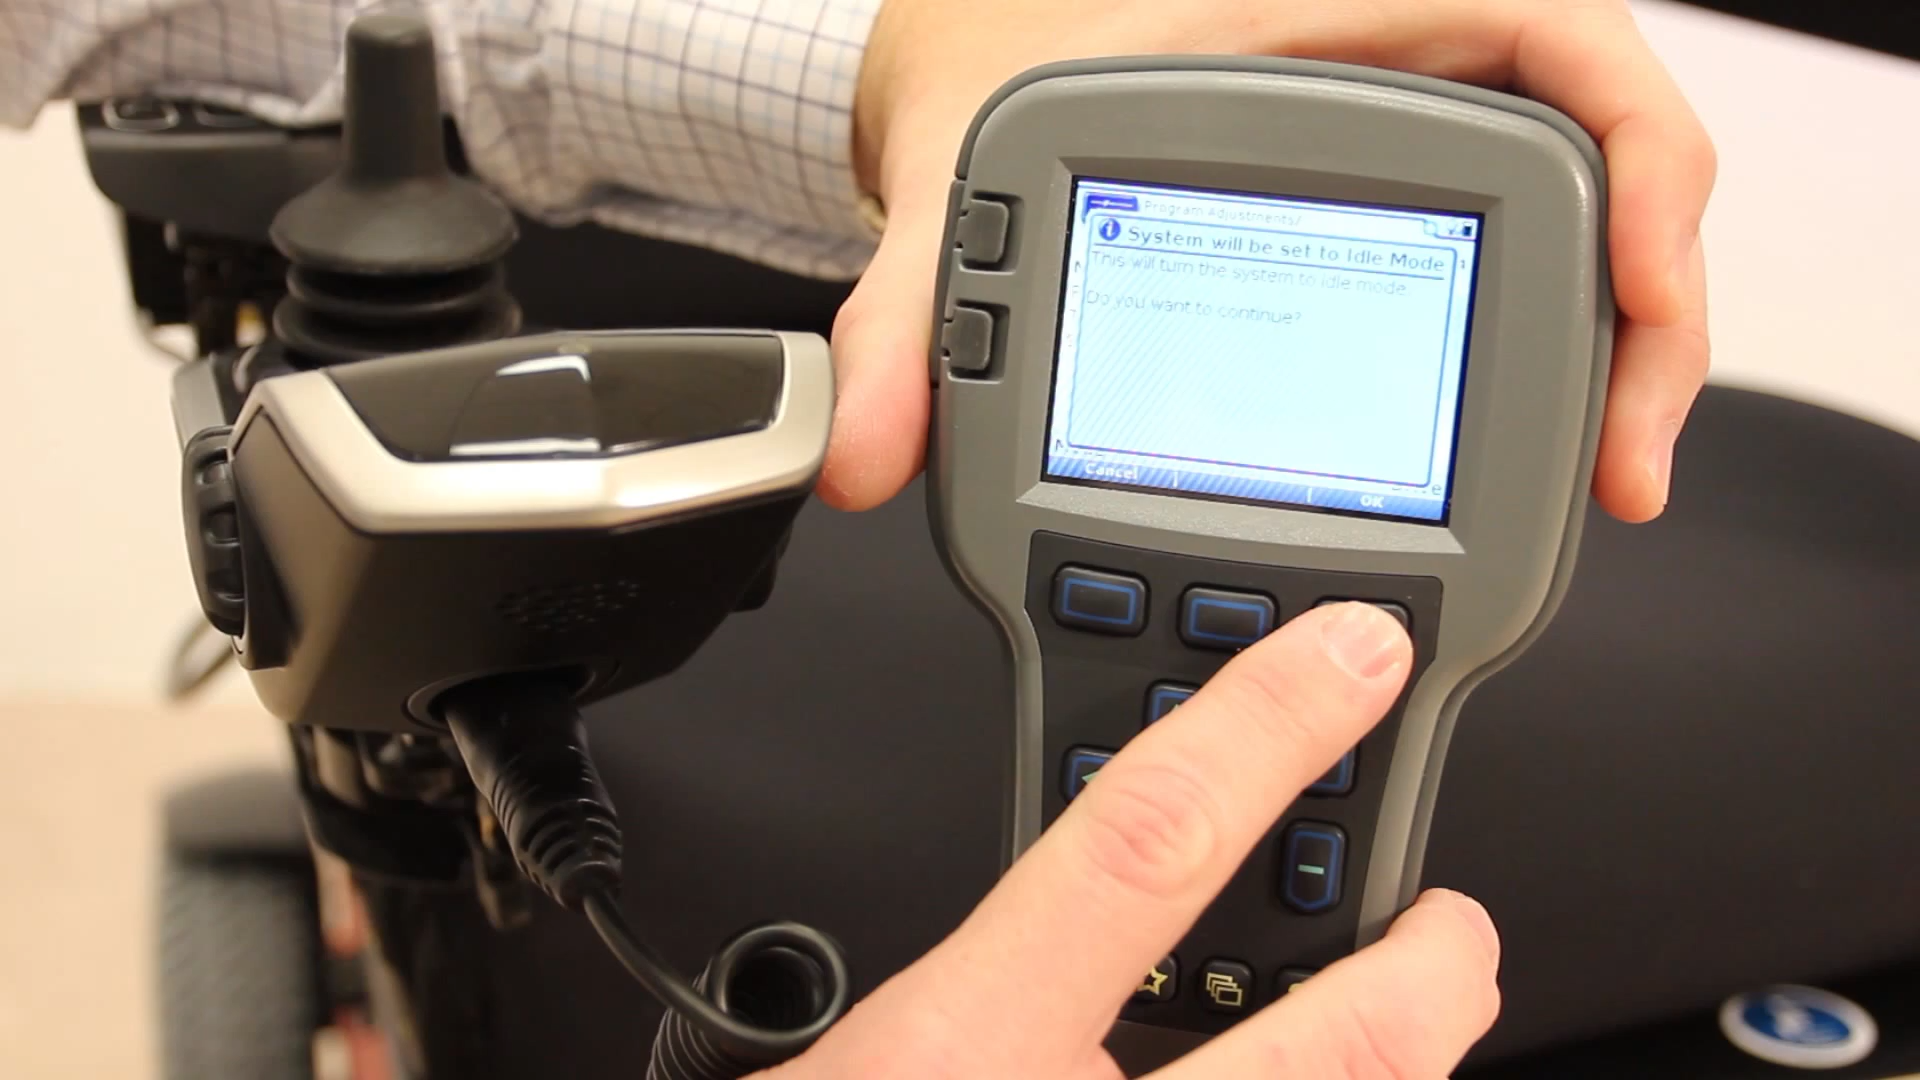 Program Adjustments/
System will be set to Idle Mode
This will turn the system to idle mode.
Do you want to continue?
Cancel
OK